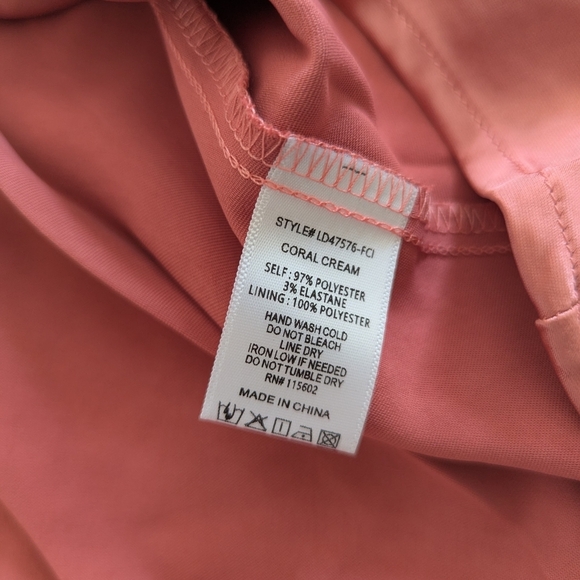 STYLE# LD47576-FCI
CORAL CREAM
SELF : 97% POLYESTER
3% ELASTANE
LINING : 100% POLYESTER
HAND WASH COLD
DO NOT BLEACH
LINE DRY
IRON LOW IF NEEDED
DO NOT TUMBLE DRY
RN# 115602
MADE IN CHINA